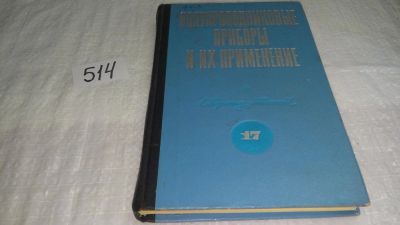 514
ПОЛУПРОВОДНИКОВЫЕ
ПРИБОРЫ
И ИХ ПРИМЕНЕНИЕ
17